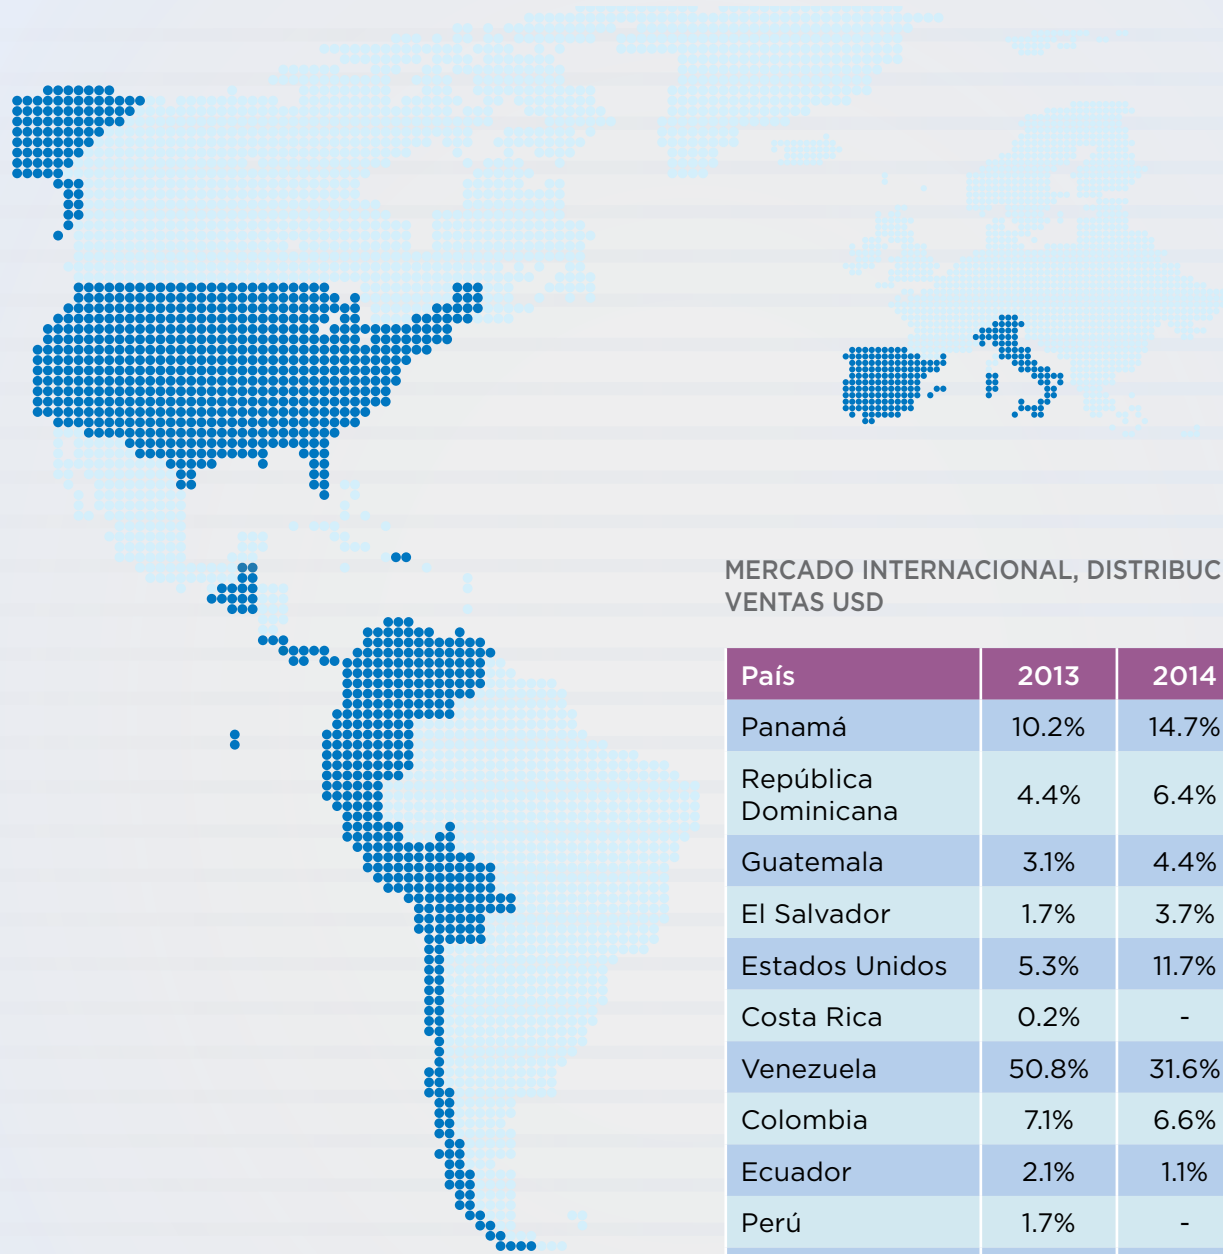 MERCADO INTERNACIONAL, DISTRIBUC
VENTAS USD
País 2013 2014
Panamá 10.2% 14.7%
República
Dominicana 4.4% 6.4%
Guatemala 3.1% 4.4%
El Salvador 1.7% 3.7%
Estados Unidos 5.3% 11.7%
Costa Rica 0.2% -
Venezuela 50.8% 31.6%
Colombia 7.1% 6.6%
Ecuador 2.1% 1.1%
Perú 1.7% -